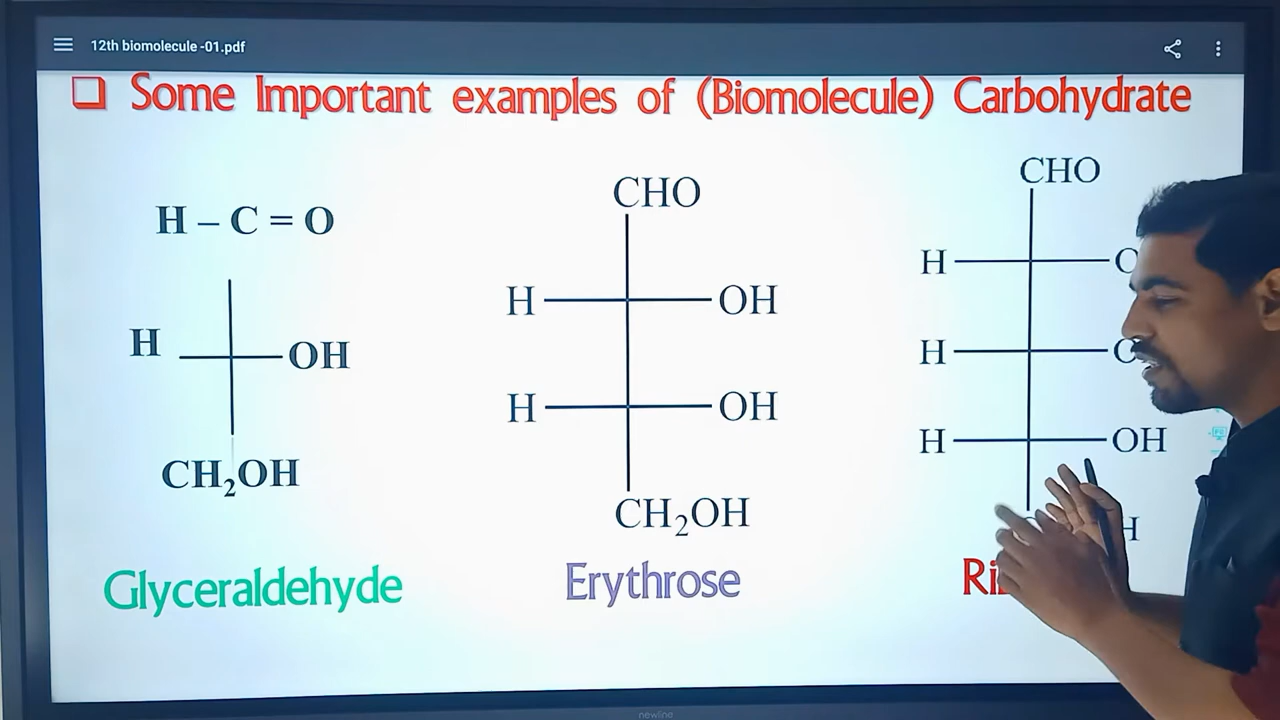 12th biomolecule -01.pdf
Some Important examples of (Biomolecule) Carbohydrate
H – C = O
H
OH
CH₂OH
Glyceraldehyde
CHO
H OH
H OH
CH₂OH
Erythrose
CHO
H
H
H OH
newline